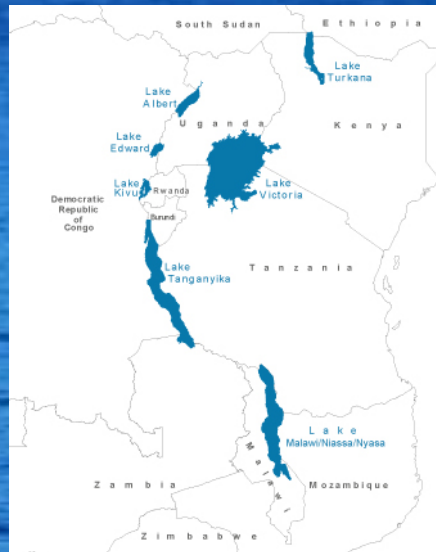 South Sudan
Ethiopia
Lake
Turkana
Lake
Albert
Uganda
Kenya
Lake
Edward
Lake
Kivu
Rwanda
Lake
Victoria
Democratic
Republic
of
Congo
Burundi
Lake
Tanganyika
Tanzania
Lake
Malawi/Niassa/Nyasa
Malawi
Zambia
Mozambique
Zimbabwe